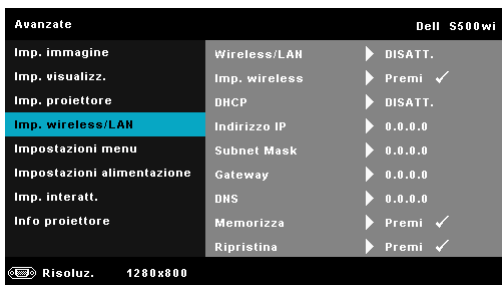 Avanzate Dell S500wi
Imp. immagine Wireless/LAN DISATT.
Imp. visualizz. Imp. wireless Premi ✓
Imp. proiettore DHCP DISATT.
Imp. wireless/LAN Indirizzo IP 0.0.0.0
Impostazioni menu Subnet Mask 0.0.0.0
Impostazioni alimentazione Gateway 0.0.0.0
Imp. interatt. DNS 0.0.0.0
Info proiettore Memorizza Premi ✓
Ripristina Premi ✓
Risoluz. 1280x800